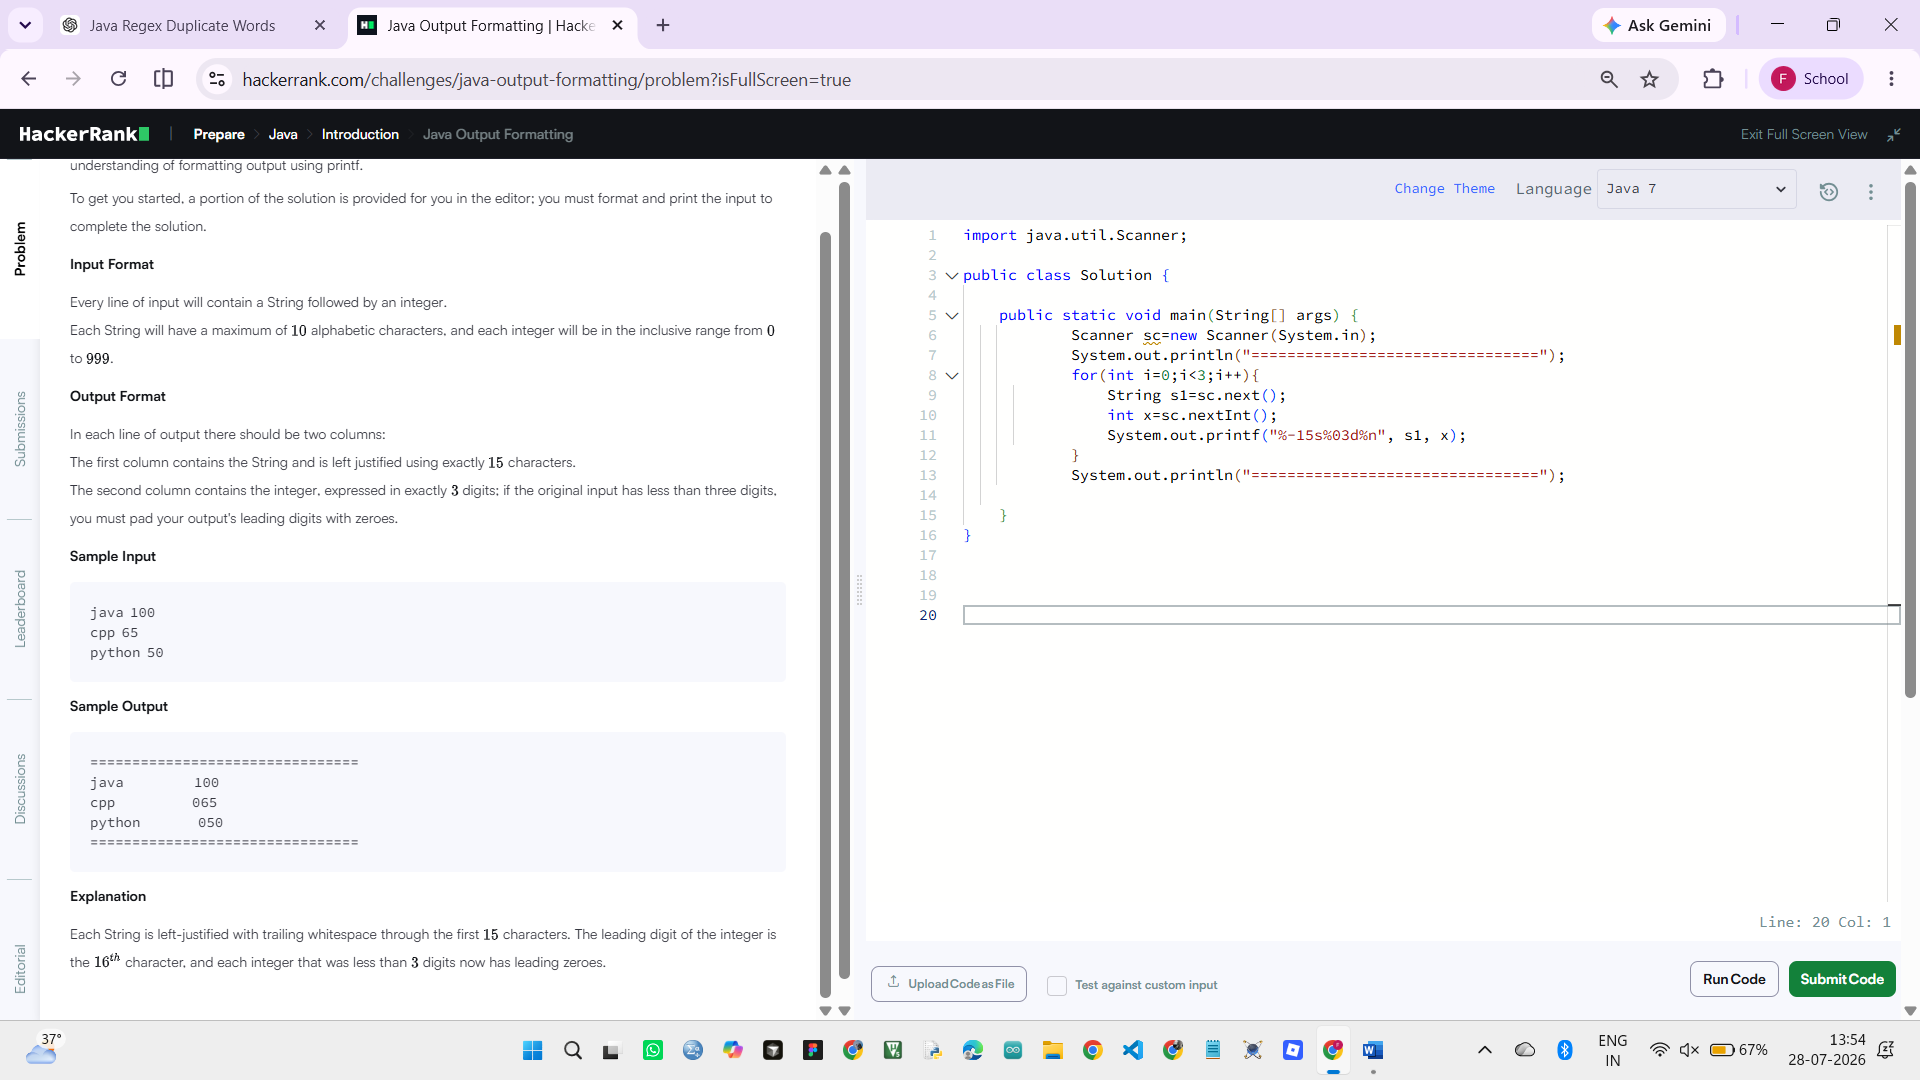 Java Regex Duplicate Words
Java Output Formatting | Hacke
Ask Gemini
hackerrank.com/challenges/java-output-formatting/problem?isFullScreen=true
F School
HackerRank
Prepare
Java
Introduction
Java Output Formatting
Exit Full Screen View
Problem
Submissions
Leaderboard
Discussions
Editorial
understanding of formatting output using printf.
To get you started, a portion of the solution is provided for you in the editor; you must format and print the input to
complete the solution.
Input Format
Every line of input will contain a String followed by an integer.
Each String will have a maximum of 10 alphabetic characters, and each integer will be in the inclusive range from 0
to 999.
Output Format
In each line of output there should be two columns:
The first column contains the String and is left justified using exactly 15 characters.
The second column contains the integer, expressed in exactly 3 digits; if the original input has less than three digits,
you must pad your output's leading digits with zeroes.
Sample Input
java 100
cpp 65
python 50
Sample Output
================================
java 100
cpp 065
python 050
================================
Explanation
Each String is left-justified with trailing whitespace through the first 15 characters. The leading digit of the integer is
the 16th character, and each integer that was less than 3 digits now has leading zeroes.
Change Theme
Language
Java 7
1 import java.util.Scanner;
2
3 public class Solution {
4
5 public static void main(String[] args) {
6 Scanner sc=new Scanner(System.in);
7 System.out.println("================================");
8 for(int i=0;i<3;i++){
9 String s1=sc.next();
10 int x=sc.nextInt();
11 System.out.printf("%-15s%03d%n", s1, x);
12 }
13 System.out.println("================================");
14
15 }
16 }
17
18
19
20
Line: 20 Col: 1
Upload Code as File
Test against custom input
Run Code
Submit Code
37°
ENG
IN
67%
13:54
28-07-2026